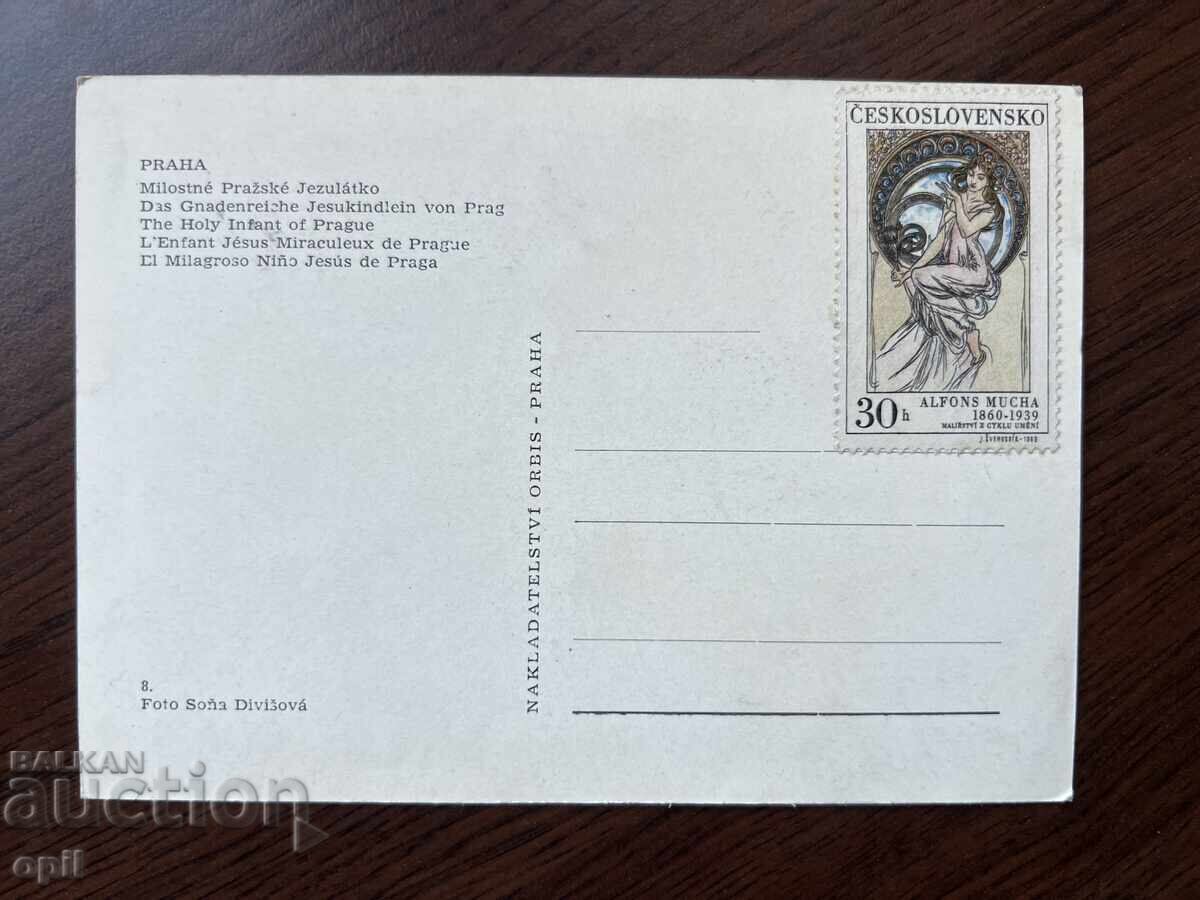 PRAHA
Milostné Pražské Jezulátko
Das Gnadenreiche Jesukindlein von Prag
The Holy Infant of Prague
L'Enfant Jésus Miraculeux de Prague
El Milagroso Niño Jesús de Praga
8.
Foto Soňa Divišová
NAKLADATELSTVÍ ORBIS - PRAHA
ČESKOSLOVENSKO
30 h
ALFONS MUCHA
1860-1939
MALÍŘSTVÍ Z CYKLU UMĚNÍ
BALKAN
auction
opil